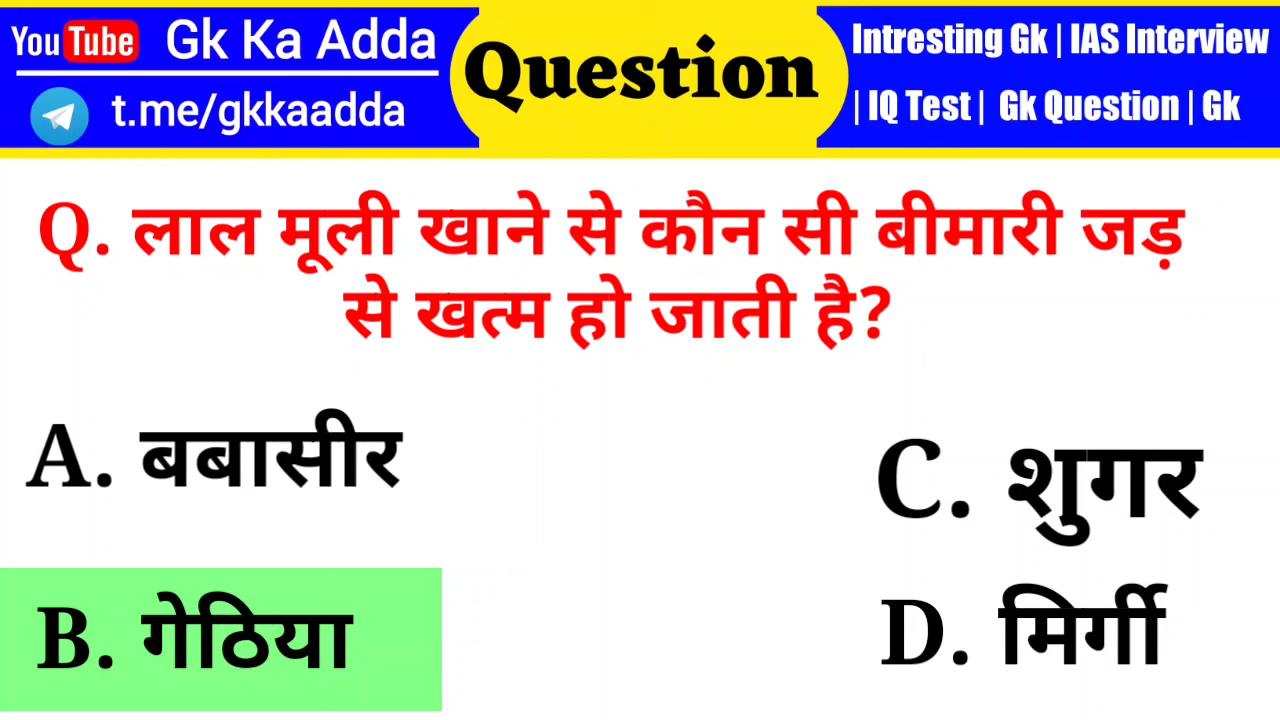 YouTube Gk Ka Adda
t.me/gkkaadda
Question
Intresting Gk | IAS Interview
| IQ Test | Gk Question | Gk
Q. लाल मूली खाने से कौन सी बीमारी जड़
से खत्म हो जाती है?
A. बबासीर
B. गेठिया
C. शुगर
D. मिर्गी